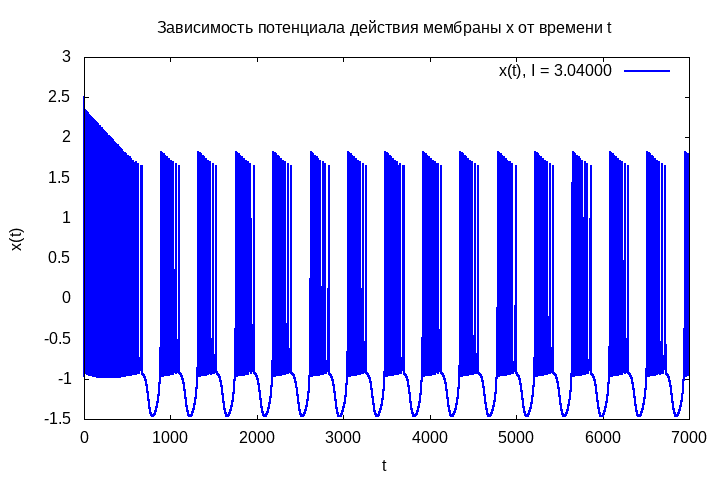 Зависимость потенциала действия мембраны x от времени t
x(t), I = 3.04000
3
2.5
2
1.5
1
0.5
0
-0.5
-1
-1.5
x(t)
0 1000 2000 3000 4000 5000 6000 7000
t